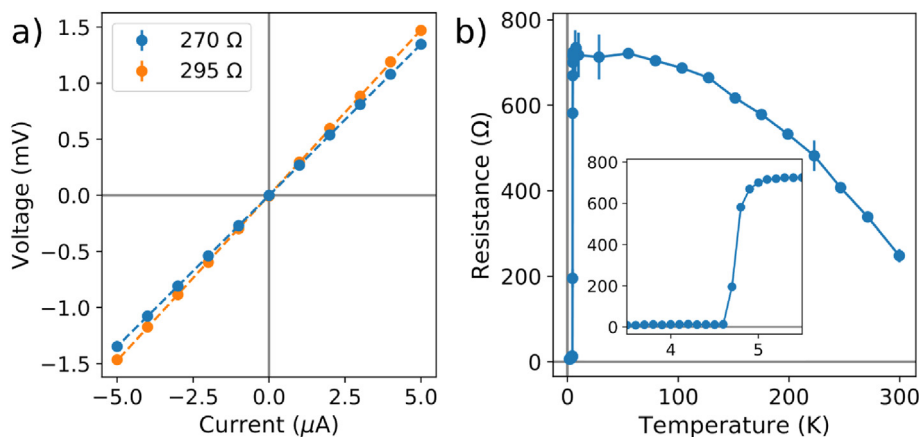 a)
270 Ω
295 Ω
1.5
1.0
0.5
0.0
−0.5
−1.0
−1.5
Voltage (mV)
−5.0 −2.5 0.0 2.5 5.0
Current (μA)
b)
800
600
400
200
0
Resistance (Ω)
800
600
400
200
0
4 5
0 100 200 300
Temperature (K)